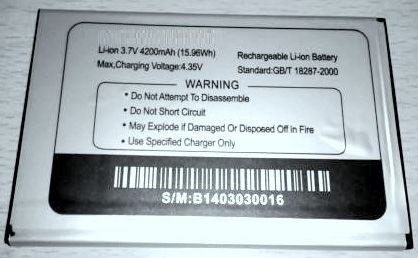 Li-ion 3.7V 4200mAh (15.96Wh) Rechargeable Li-ion Battery
Max,Charging Voltage:4.35V Standard:GB/T 18287-2000
WARNING
• Do Not Attempt To Disassemble
• Do Not Short Circuit
• May Explode if Damaged Or Disposed Off in Fire
• Use Specified Charger Only
S/M:B1403030016